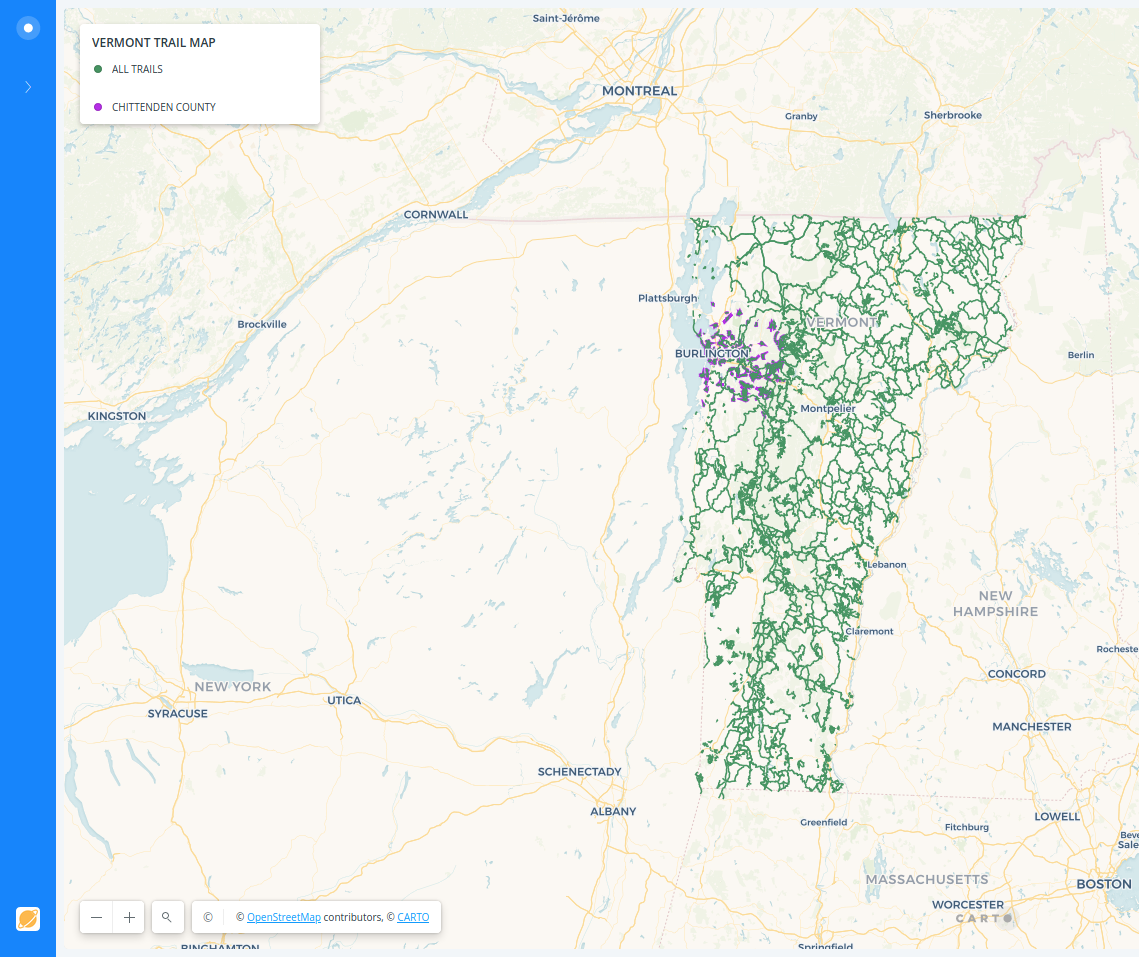 Saint-Jérôme
VERMONT TRAIL MAP
ALL TRAILS
CHITTENDEN COUNTY
MONTREAL
Granby
Sherbrooke
CORNWALL
Plattsburgh
Brockville
VERMONT
BURLINGTON
Berlin
KINGSTON
Montpelier
Lebanon
NEW
HAMPSHIRE
Claremont
Rocheste
CONCORD
NEW YORK
UTICA
SYRACUSE
MANCHESTER
SCHENECTADY
ALBANY
LOWELL
Greenfield
Fitchburg
Beve
Sale
MASSACHUSETTS
BOSTON
WORCESTER
CARTO
© © OpenStreetMap contributors, © CARTO
BINGHAMTON
Springfield